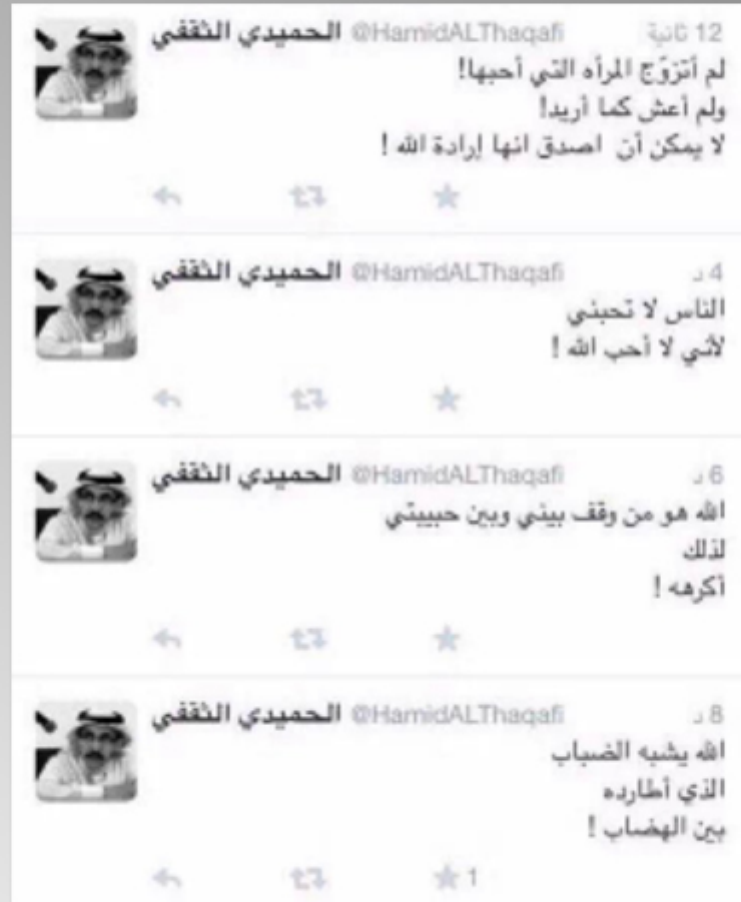 الحميدي الثقفي @HamidALThaqafi 12 ثانية
لم أتزوّج المرأه التي أحبها!
ولم أعش كما أريد!
لا يمكن أن اصدق انها إرادة الله !
الحميدي الثقفي @HamidALThaqafi 4 د
الناس لا تحبني
لأني لا أحب الله !
الحميدي الثقفي @HamidALThaqafi 6 د
الله هو من وقف بيني وبين حبيبتي
لذلك
أكرهه !
الحميدي الثقفي @HamidALThaqafi 8 د
الله يشبه الضباب
الذي أطارده
بين الهضاب !
1